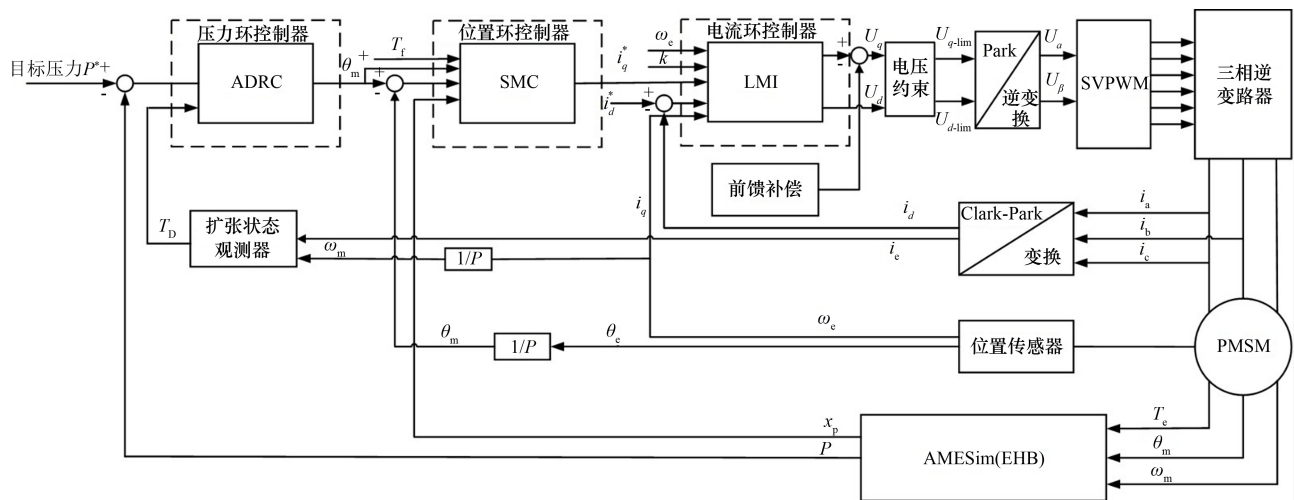 压力环控制器
位置环控制器
电流环控制器
目标压力P*+
-
ADRC
θm
+
Tf
+
-
SMC
iq*
ωe
k
id*
+
-
LMI
+
-
Uq
Ud
电压
约束
Uq-lim
Ud-lim
Park
逆变
换
Uα
Uβ
SVPWM
三相逆
变路器
前馈补偿
TD
扩张状态
观测器
ωm
1/P
iq
id
ie
Clark-Park
变换
ia
ib
ic
θm
1/P
θe
ωe
位置传感器
PMSM
xp
P
AMESim(EHB)
Te
θm
ωm